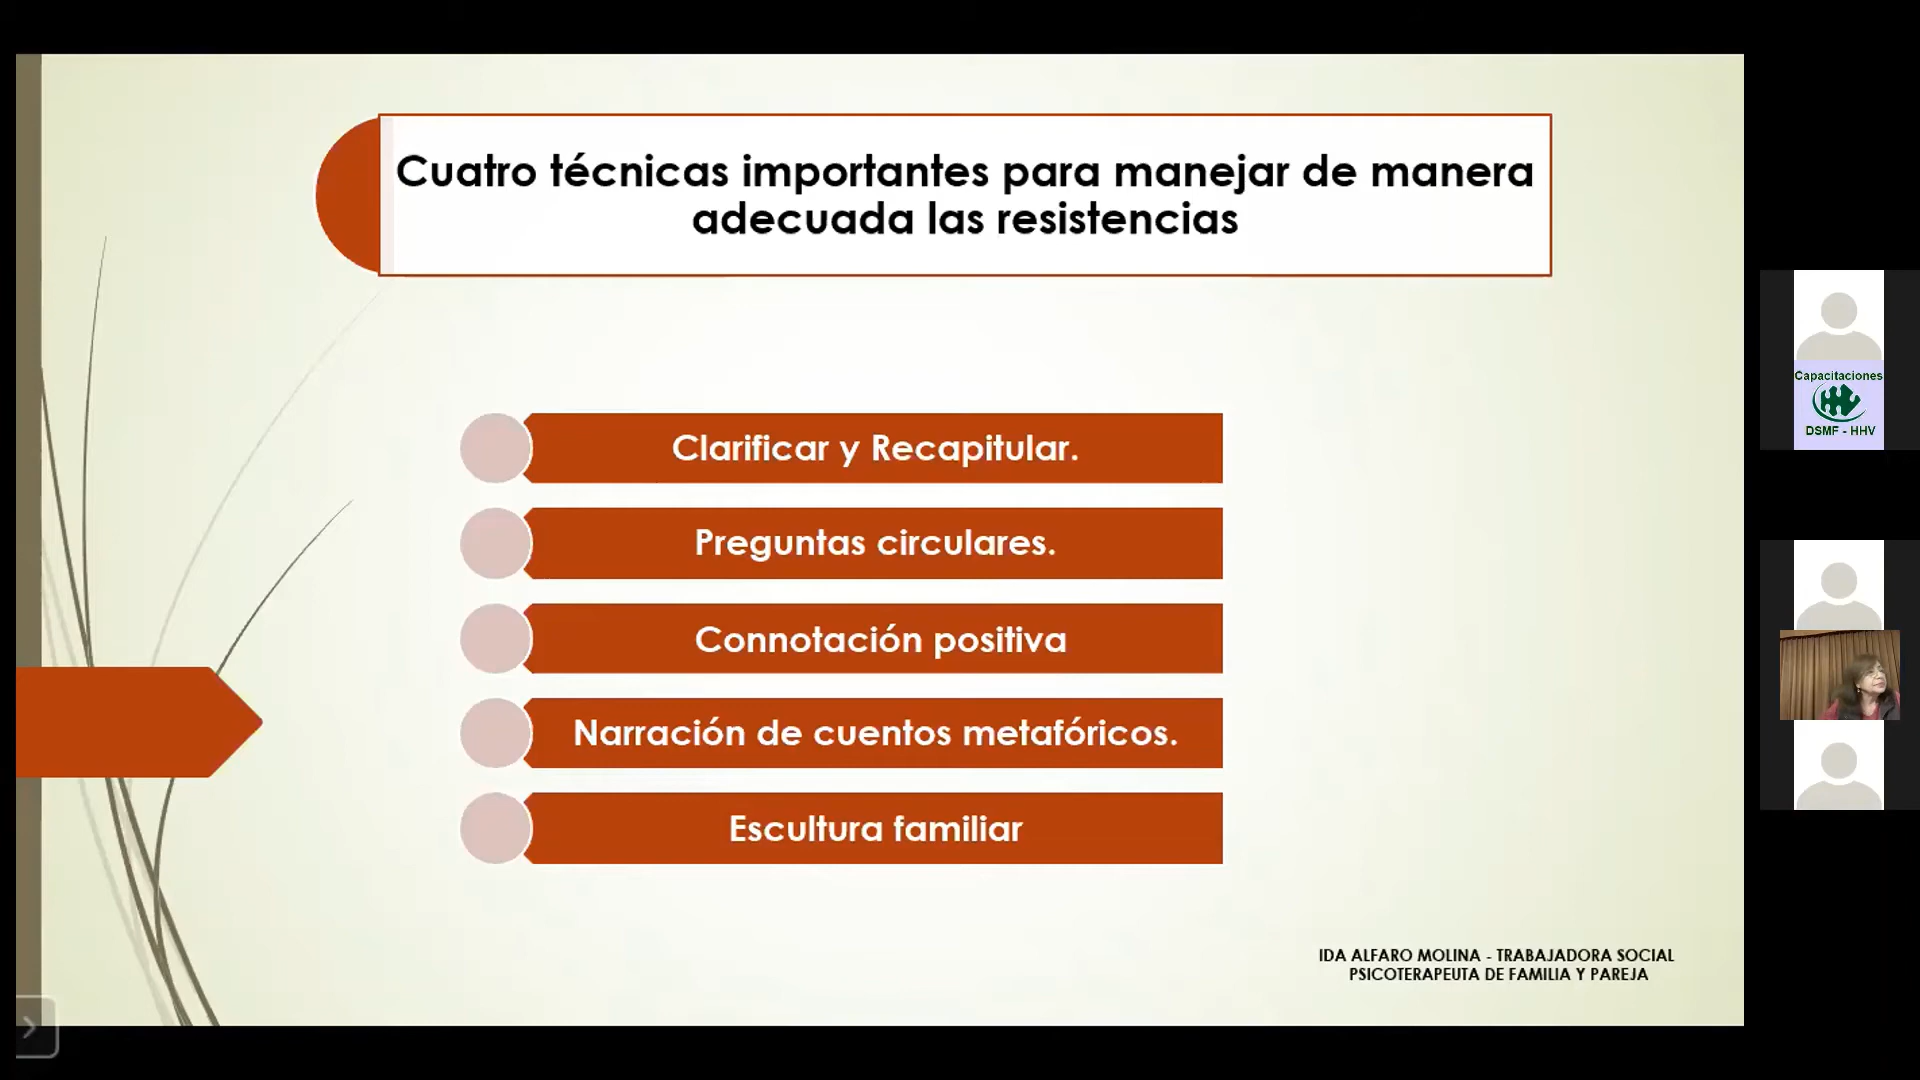 Cuatro técnicas importantes para manejar de manera
adecuada las resistencias
Clarificar y Recapitular.
Preguntas circulares.
Connotación positiva
Narración de cuentos metafóricos.
Escultura familiar
IDA ALFARO MOLINA - TRABAJADORA SOCIAL
PSICOTERAPEUTA DE FAMILIA Y PAREJA
Capacitaciones
DSMF - HHV